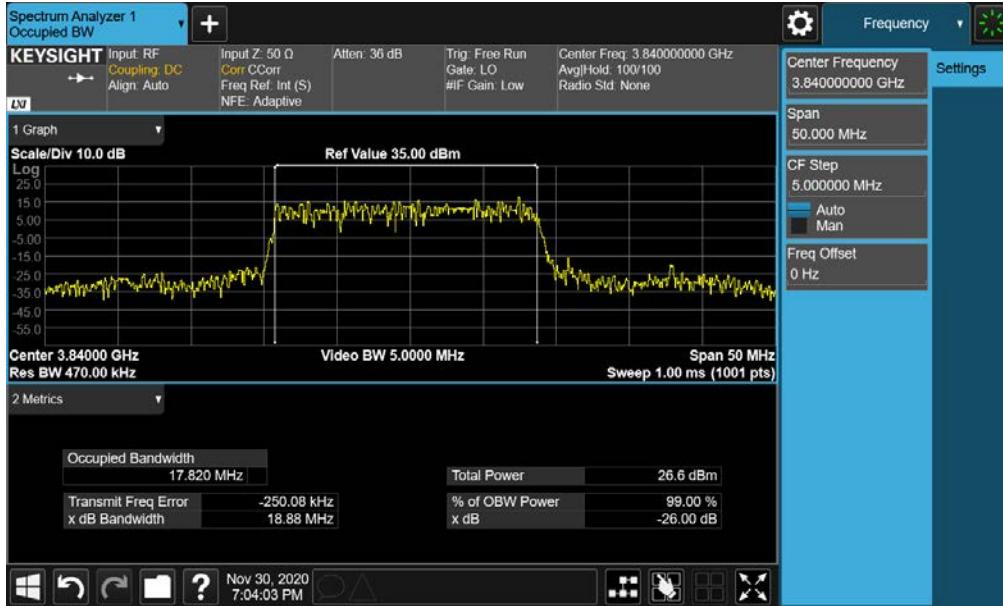 Spectrum Analyzer 1
Occupied BW
+
Frequency
KEYSIGHT
LXI
Input: RF
Coupling: DC
Align: Auto
Input Z: 50 Ω
Corr CCorr
Freq Ref: Int (S)
NFE: Adaptive
Atten: 36 dB
Trig: Free Run
Gate: LO
#IF Gain: Low
Center Freq: 3.840000000 GHz
Avg|Hold: 100/100
Radio Std: None
Center Frequency
3.840000000 GHz
Settings
Span
50.000 MHz
CF Step
5.000000 MHz
Auto
Man
Freq Offset
0 Hz
1 Graph
Scale/Div 10.0 dB
Ref Value 35.00 dBm
Log
25.0
15.0
5.00
-5.00
-15.0
-25.0
-35.0
-45.0
-55.0
Center 3.84000 GHz
Video BW 5.0000 MHz
Span 50 MHz
Res BW 470.00 kHz
Sweep 1.00 ms (1001 pts)
2 Metrics
Occupied Bandwidth
17.820 MHz
Total Power 26.6 dBm
Transmit Freq Error -250.08 kHz
% of OBW Power 99.00 %
x dB Bandwidth 18.88 MHz
x dB -26.00 dB
?
Nov 30, 2020
7:04:03 PM